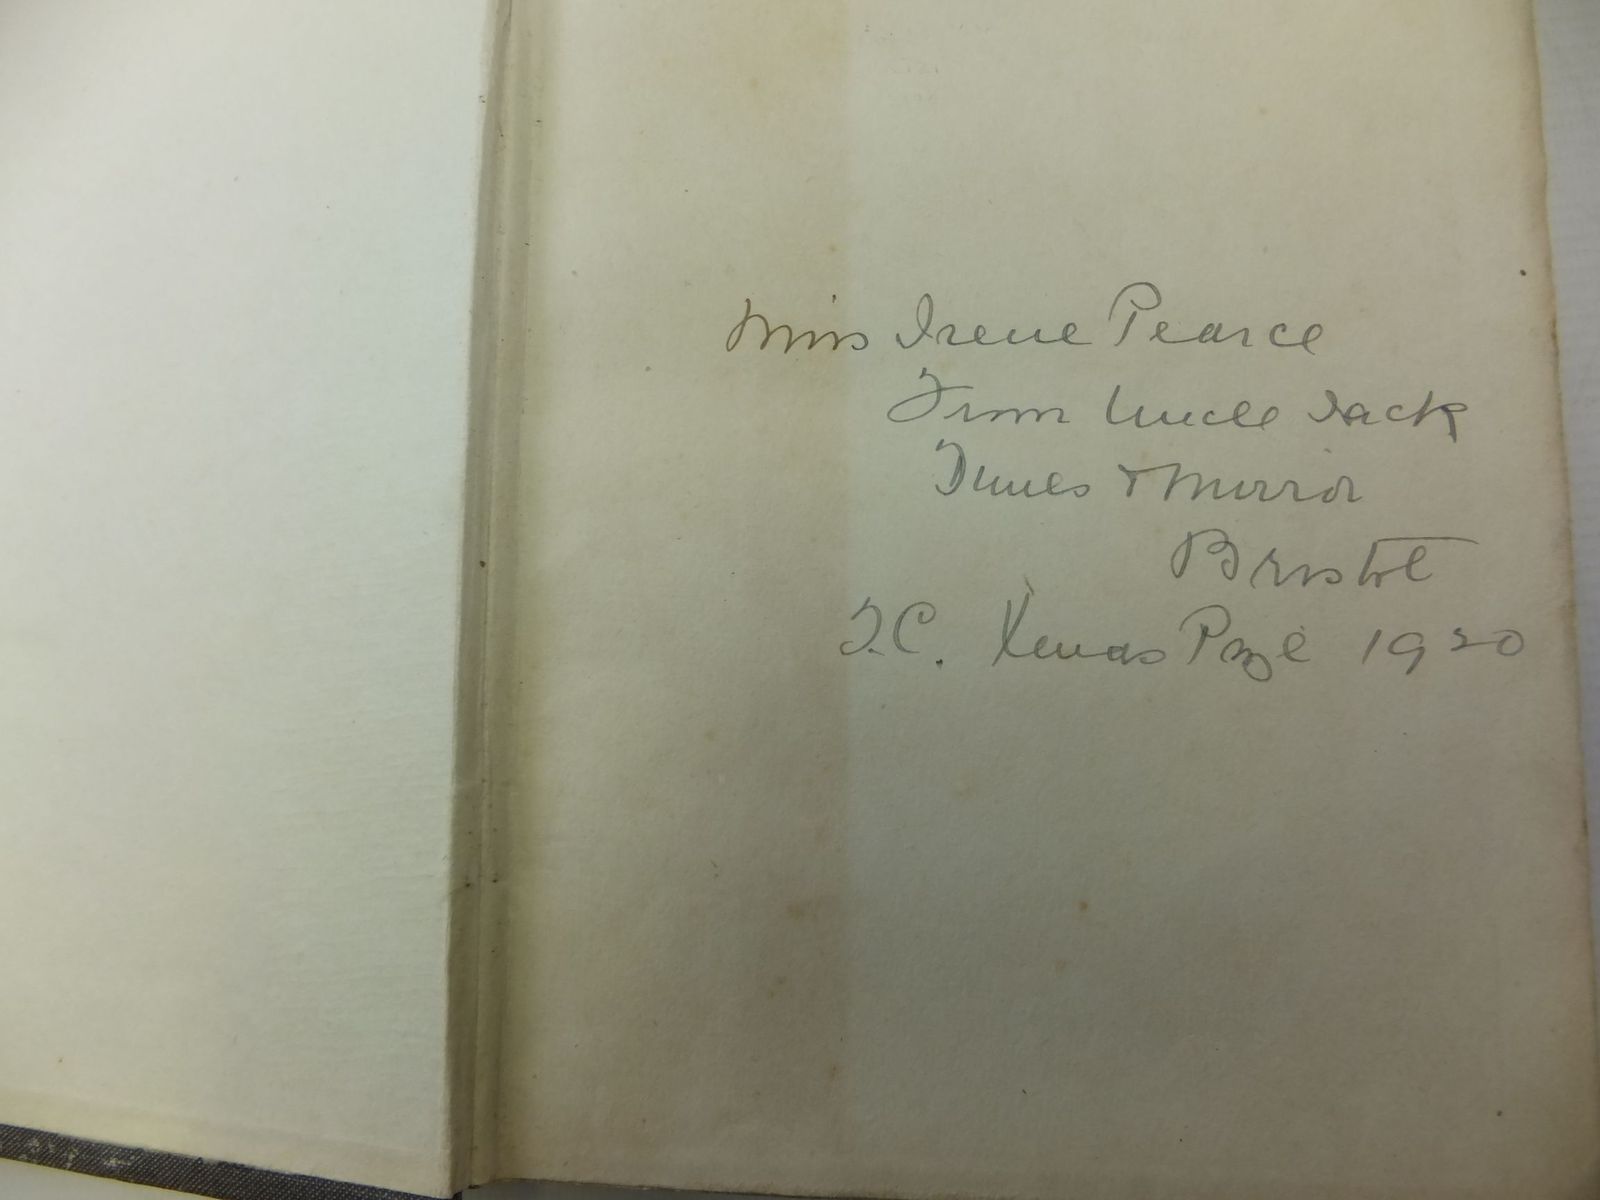 Miss Irene Pearce
From Uncle Jack
Times & Mirror
Bristol
T.C. Xmas Prize 1920